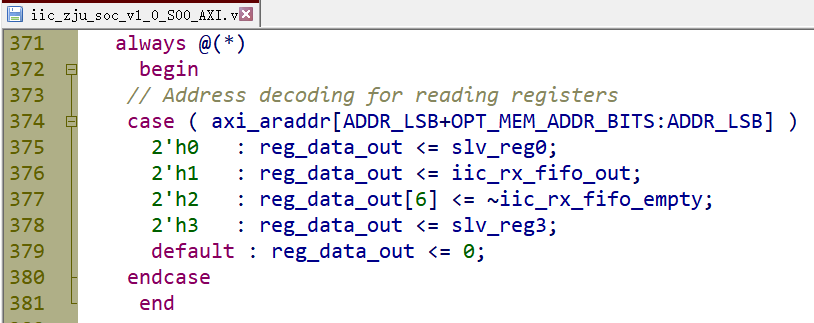 iic_zju_soc_v1_0_S00_AXI.v
371 always @(*)
372 begin
373 // Address decoding for reading registers
374 case ( axi_araddr[ADDR_LSB+OPT_MEM_ADDR_BITS:ADDR_LSB] )
375 2'h0   : reg_data_out <= slv_reg0;
376 2'h1   : reg_data_out <= iic_rx_fifo_out;
377 2'h2   : reg_data_out[6] <= ~iic_rx_fifo_empty;
378 2'h3   : reg_data_out <= slv_reg3;
379 default : reg_data_out <= 0;
380 endcase
381 end